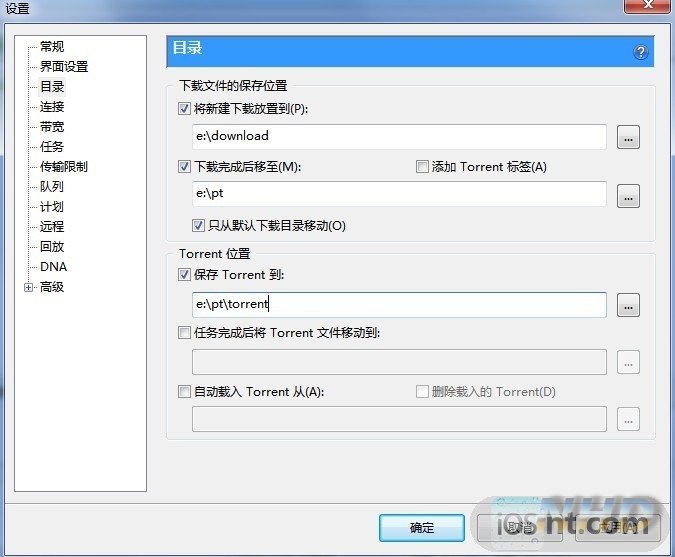 设置
常规
界面设置
目录
连接
带宽
任务
传输限制
队列
计划
远程
回放
DNA
高级
目录
下载文件的保存位置
将新建下载放置到(P):
e:\download
...
下载完成后移至(M):
添加 Torrent 标签(A)
e:\pt
...
只从默认下载目录移动(O)
Torrent 位置
保存 Torrent 到:
e:\pt\torrent
...
任务完成后将 Torrent 文件移动到:
...
自动载入 Torrent 从(A):
删除载入的 Torrent(D)
...
确定
取消
应用(A)
iosnt.com